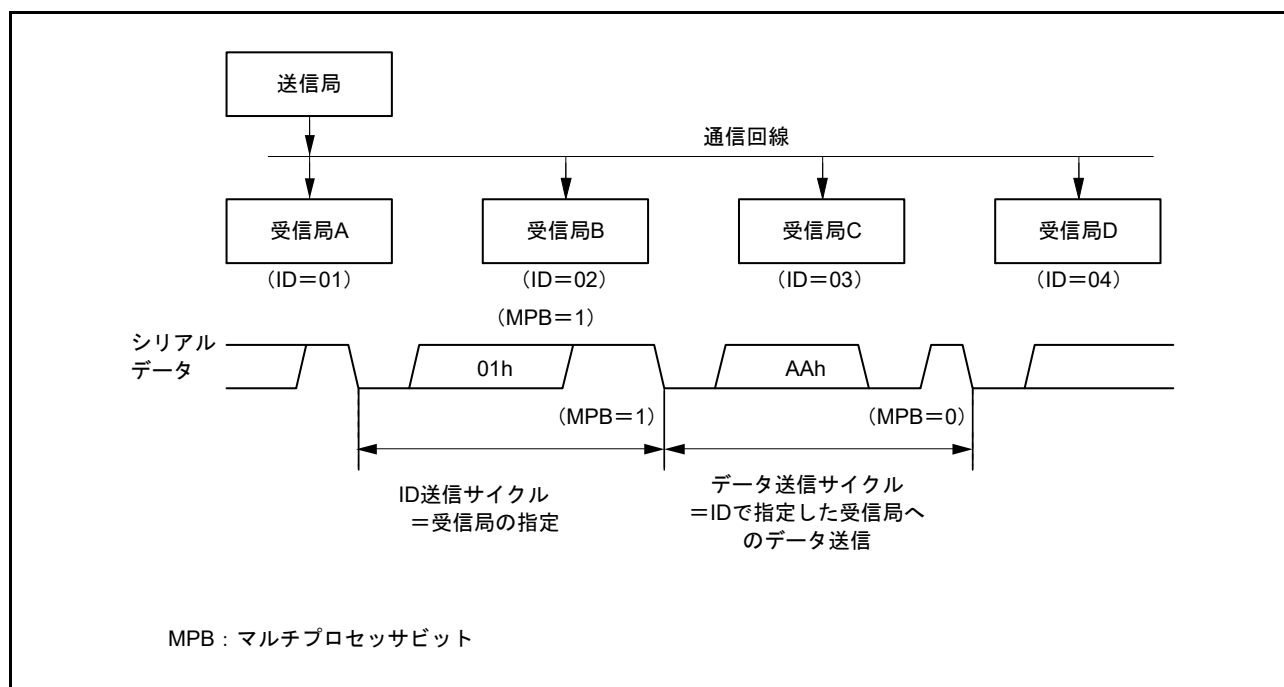 送信局
通信回線
受信局A
受信局B
受信局C
受信局D
（ID＝01）
（ID＝02）
（ID＝03）
（ID＝04）
（MPB＝1）
シリアル
データ
01h
AAh
（MPB＝1）
（MPB＝0）
ID送信サイクル
＝受信局の指定
データ送信サイクル
＝IDで指定した受信局へ
のデータ送信
MPB：マルチプロセッサビット